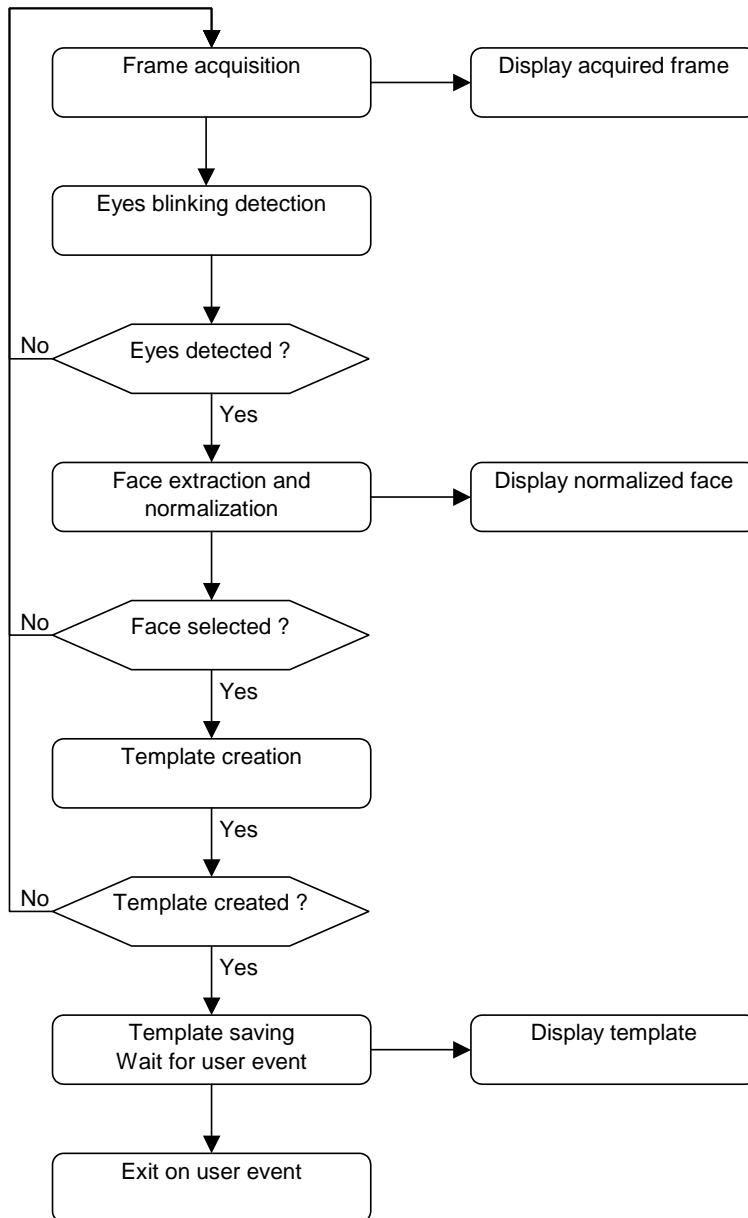 Frame acquisition
Display acquired frame
Eyes blinking detection
No
Eyes detected ?
Yes
Face extraction and
normalization
Display normalized face
No
Face selected ?
Yes
Template creation
Yes
No
Template created ?
Yes
Template saving
Wait for user event
Display template
Exit on user event